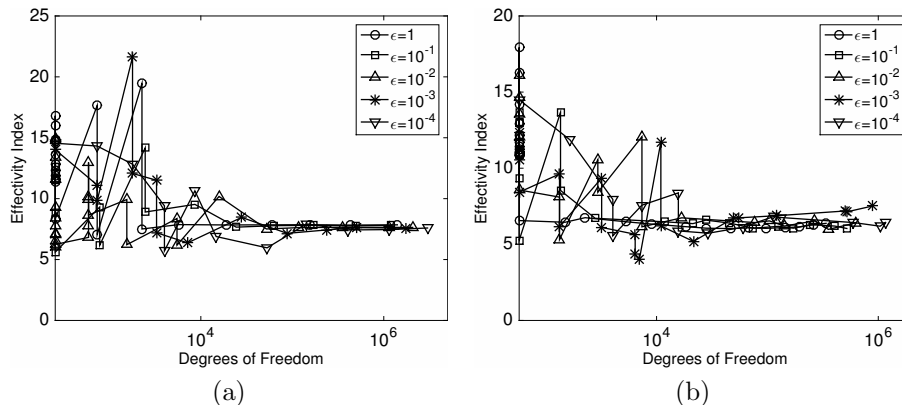 25
20
15
10
5
0
Effectivity Index
10^4
10^6
Degrees of Freedom
ϵ=1
ϵ=10^-1
ϵ=10^-2
ϵ=10^-3
ϵ=10^-4
(a)
20
15
10
5
0
Effectivity Index
10^4
10^6
Degrees of Freedom
ϵ=1
ϵ=10^-1
ϵ=10^-2
ϵ=10^-3
ϵ=10^-4
(b)